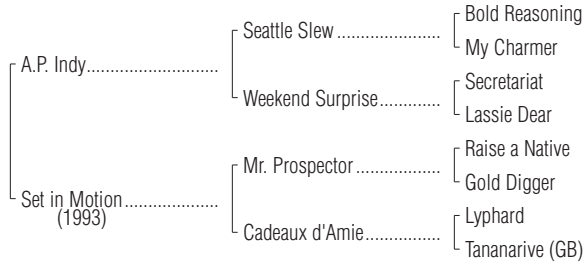 Bold Reasoning
Seattle Slew ......................
My Charmer
A.P. Indy............................
Secretariat
Weekend Surprise.............
Lassie Dear
Raise a Native
Mr. Prospector ..................
Gold Digger
Set in Motion....................
(1993)
Lyphard
Cadeaux d'Amie................
Tananarive (GB)